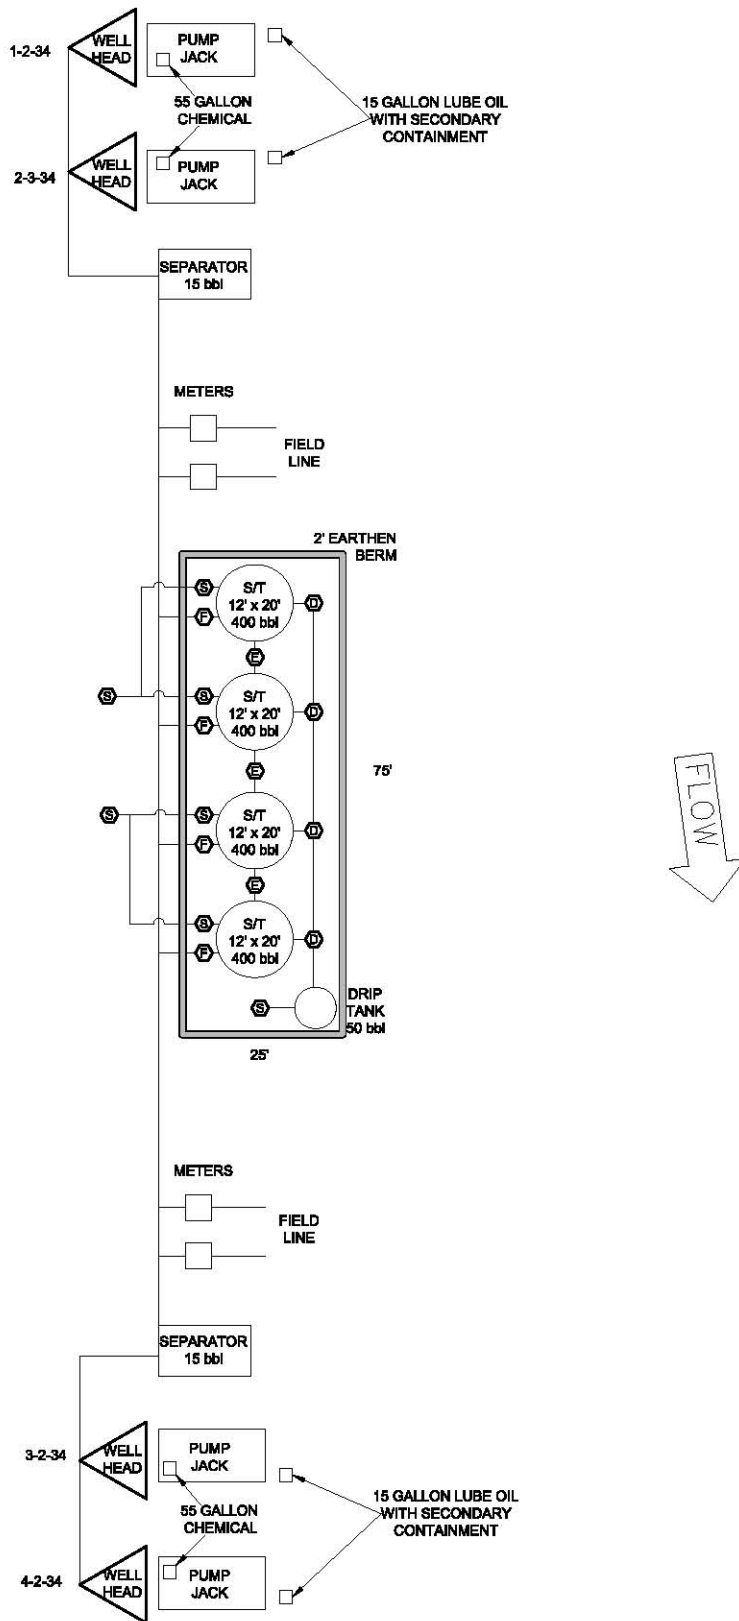 1-2-34
WELL
HEAD
PUMP
JACK
55 GALLON
CHEMICAL
15 GALLON LUBE OIL
WITH SECONDARY
CONTAINMENT
2-3-34
WELL
HEAD
PUMP
JACK
SEPARATOR
15 bbl
METERS
FIELD
LINE
2' EARTHEN
BERM
S
S/T
12' x 20'
400 bbl
D
F
E
S
S
S/T
12' x 20'
400 bbl
D
F
E
75'
FLOW
S
S
S/T
12' x 20'
400 bbl
D
F
E
S
S/T
12' x 20'
400 bbl
D
F
S
DRIP
TANK
50 bbl
25'
METERS
FIELD
LINE
SEPARATOR
15 bbl
3-2-34
WELL
HEAD
PUMP
JACK
55 GALLON
CHEMICAL
15 GALLON LUBE OIL
WITH SECONDARY
CONTAINMENT
4-2-34
WELL
HEAD
PUMP
JACK